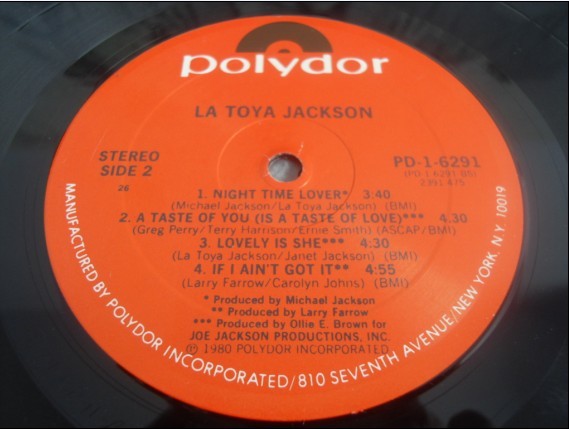 polydor
LA TOYA JACKSON
STEREO
SIDE 2
26
PD-1-6291
(PD 1 6291 BS)
2391 475
1. NIGHT TIME LOVER* 3:40
(Michael Jackson/La Toya Jackson) (BMI)
2. A TASTE OF YOU (IS A TASTE OF LOVE)*** 4.30
(Greg Perry/Terry Harrison/Ernie Smith) (ASCAP/BMI)
3. LOVELY IS SHE*** 4:30
(La Toya Jackson/Janet Jackson) (BMI)
4. IF I AIN'T GOT IT** 4:55
(Larry Farrow/Carolyn Johns) (BMI)
* Produced by Michael Jackson
** Produced by Larry Farrow
*** Produced by Ollie E. Brown for
JOE JACKSON PRODUCTIONS, INC.
℗ 1980 POLYDOR INCORPORATED
MANUFACTURED BY POLYDOR INCORPORATED/810 SEVENTH AVENUE/NEW YORK, N.Y. 10019